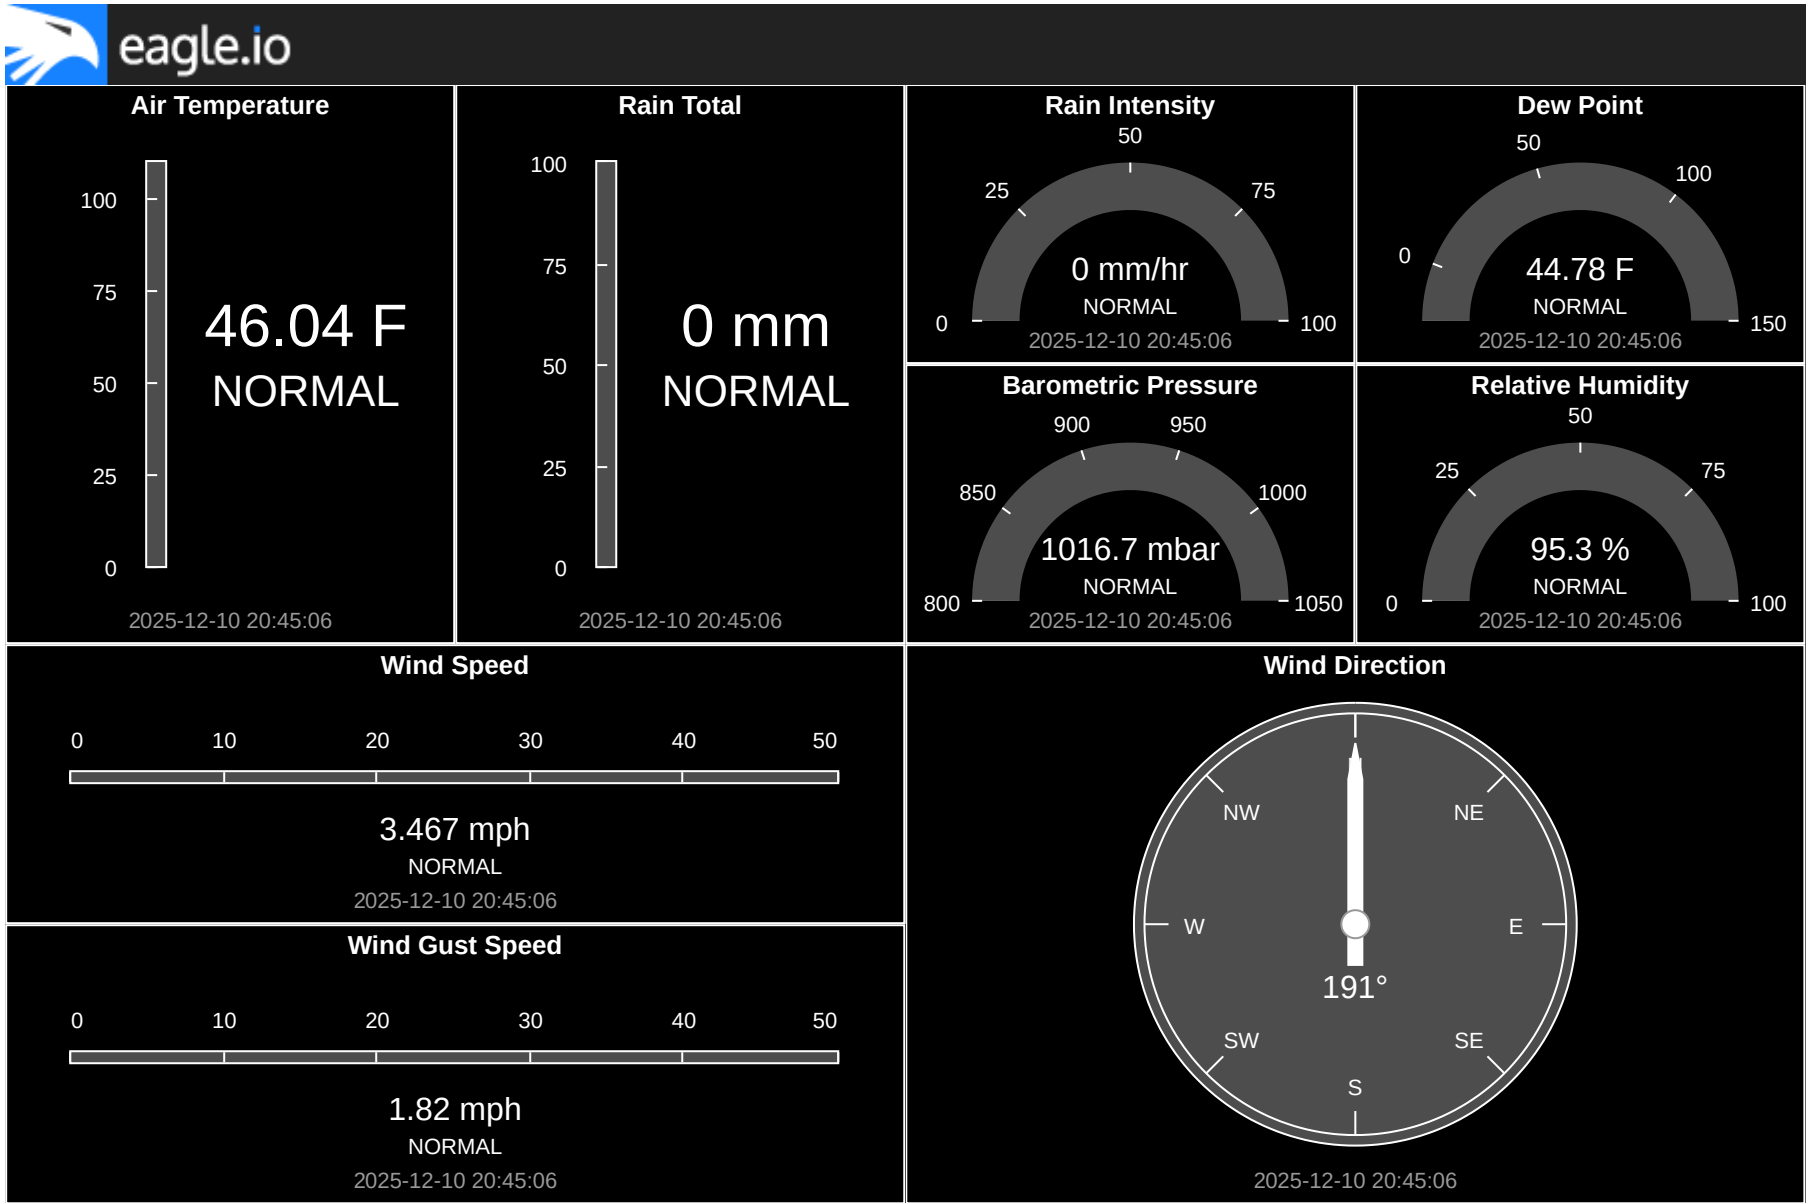 eagle.io
Air Temperature
100
75
50
25
0
46.04 F
NORMAL
2025-12-10 20:45:06
Rain Total
100
75
50
25
0
0 mm
NORMAL
2025-12-10 20:45:06
Rain Intensity
0
25
50
75
100
0 mm/hr
NORMAL
2025-12-10 20:45:06
Dew Point
0
50
100
150
44.78 F
NORMAL
2025-12-10 20:45:06
Barometric Pressure
800
850
900
950
1000
1050
1016.7 mbar
NORMAL
2025-12-10 20:45:06
Relative Humidity
0
25
50
75
100
95.3 %
NORMAL
2025-12-10 20:45:06
Wind Speed
0 10 20 30 40 50
3.467 mph
NORMAL
2025-12-10 20:45:06
Wind Gust Speed
0 10 20 30 40 50
1.82 mph
NORMAL
2025-12-10 20:45:06
Wind Direction
NW NE
W E
191°
SW SE
S
2025-12-10 20:45:06